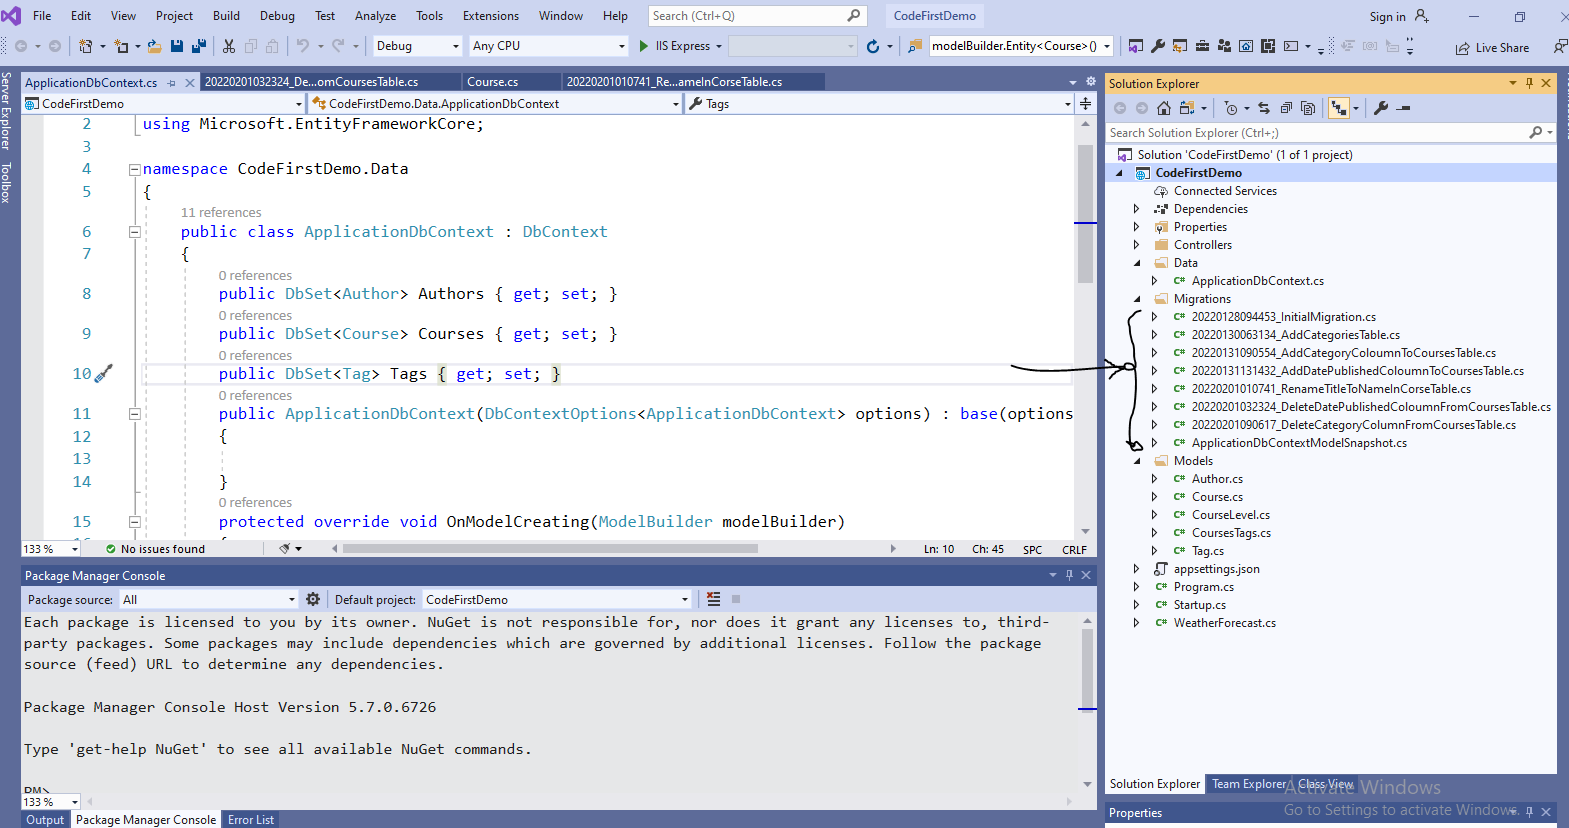 File Edit View Project Build Debug Test Analyze Tools Extensions Window Help Search (Ctrl+Q) CodeFirstDemo Sign in
Debug Any CPU IIS Express modelBuilder.Entity<Course>() Live Share
Server Explorer
Toolbox
ApplicationDbContext.cs 20220201032324_De...omCoursesTable.cs Course.cs 20220201010741_Re...ameInCorseTable.cs
CodeFirstDemo CodeFirstDemo.Data.ApplicationDbContext Tags
2 using Microsoft.EntityFrameworkCore;
3
4 namespace CodeFirstDemo.Data
5 {
11 references
6 public class ApplicationDbContext : DbContext
7 {
0 references
8 public DbSet<Author> Authors { get; set; }
0 references
9 public DbSet<Course> Courses { get; set; }
0 references
10 public DbSet<Tag> Tags { get; set; }
0 references
11 public ApplicationDbContext(DbContextOptions<ApplicationDbContext> options) : base(options
12 {
13
14 }
0 references
15 protected override void OnModelCreating(ModelBuilder modelBuilder)
133 % No issues found Ln: 10 Ch: 45 SPC CRLF
Package Manager Console
Package source: All Default project: CodeFirstDemo
Each package is licensed to you by its owner. NuGet is not responsible for, nor does it grant any licenses to, third-
party packages. Some packages may include dependencies which are governed by additional licenses. Follow the package
source (feed) URL to determine any dependencies.
Package Manager Console Host Version 5.7.0.6726
Type 'get-help NuGet' to see all available NuGet commands.
PM>
133 %
Output Package Manager Console Error List
Solution Explorer
Search Solution Explorer (Ctrl+;)
Solution 'CodeFirstDemo' (1 of 1 project)
CodeFirstDemo
Connected Services
Dependencies
Properties
Controllers
Data
C# ApplicationDbContext.cs
Migrations
C# 20220128094453_InitialMigration.cs
C# 20220130063134_AddCategoriesTable.cs
C# 20220131090554_AddCategoryColoumnToCoursesTable.cs
C# 20220131131432_AddDatePublishedColoumnToCoursesTable.cs
C# 20220201010741_RenameTitleToNameInCorseTable.cs
C# 20220201032324_DeleteDatePublishedColoumnFromCoursesTable.cs
C# 20220201090617_DeleteCategoryColumnFromCoursesTable.cs
C# ApplicationDbContextModelSnapshot.cs
Models
C# Author.cs
C# Course.cs
C# CourseLevel.cs
C# CoursesTags.cs
C# Tag.cs
appsettings.json
C# Program.cs
C# Startup.cs
C# WeatherForecast.cs
Solution Explorer Team Explorer Class View
Activate Windows
Go to Settings to activate Windows.
Properties